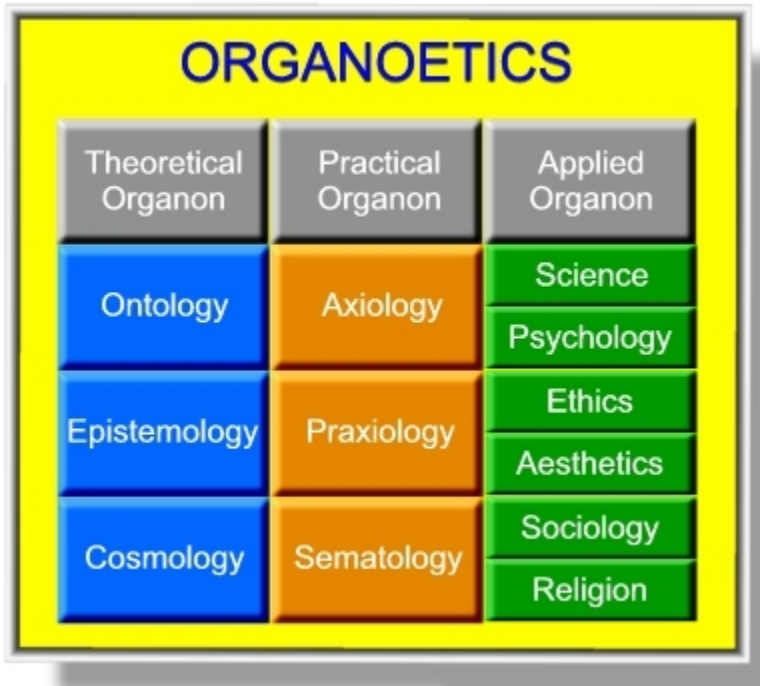 ORGANOETICS
Theoretical
Organon
Practical
Organon
Applied
Organon
Ontology
Epistemology
Cosmology
Axiology
Praxiology
Sematology
Science
Psychology
Ethics
Aesthetics
Sociology
Religion